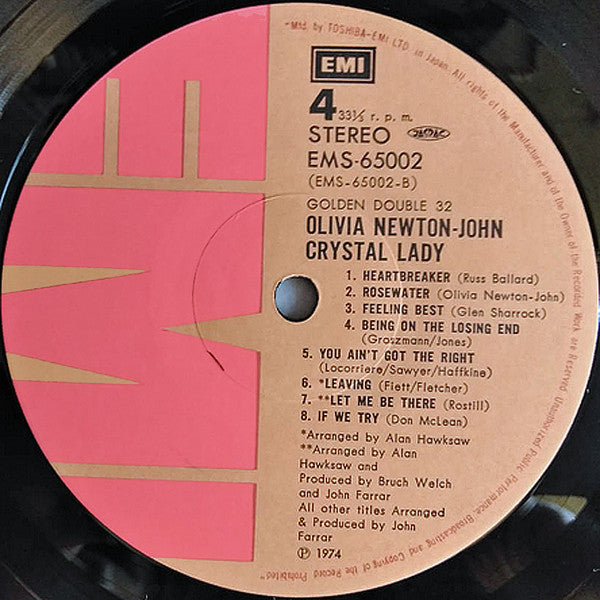 EMI
4 33⅓ r. p. m.
STEREO JASRAC
EMS-65002
(EMS-65002-B)
GOLDEN DOUBLE 32
OLIVIA NEWTON-JOHN
CRYSTAL LADY
1. HEARTBREAKER (Russ Ballard)
2. ROSEWATER (Olivia Newton-John)
3. FEELING BEST (Glen Sharrock)
4. BEING ON THE LOSING END
(Groszmann/Jones)
5. YOU AIN'T GOT THE RIGHT
(Locorriere/Sawyer/Haffkine)
6. *LEAVING (Fiett/Fletcher)
7. **LET ME BE THERE (Rostill)
8. IF WE TRY (Don McLean)
*Arranged by Alan Hawksaw
**Arranged by Alan
Hawksaw and
Produced by Bruch Welch
and John Farrar
All other titles Arranged
& Produced by John
Farrar
Ⓟ 1974
"Mfd. by TOSHIBA-EMI LTD. in Japan. All rights of the Manufacturer and of the Owner of the Recorded Work are Reserved. Unauthorized Public Performance, Broadcasting and Copying of the Record Prohibited"